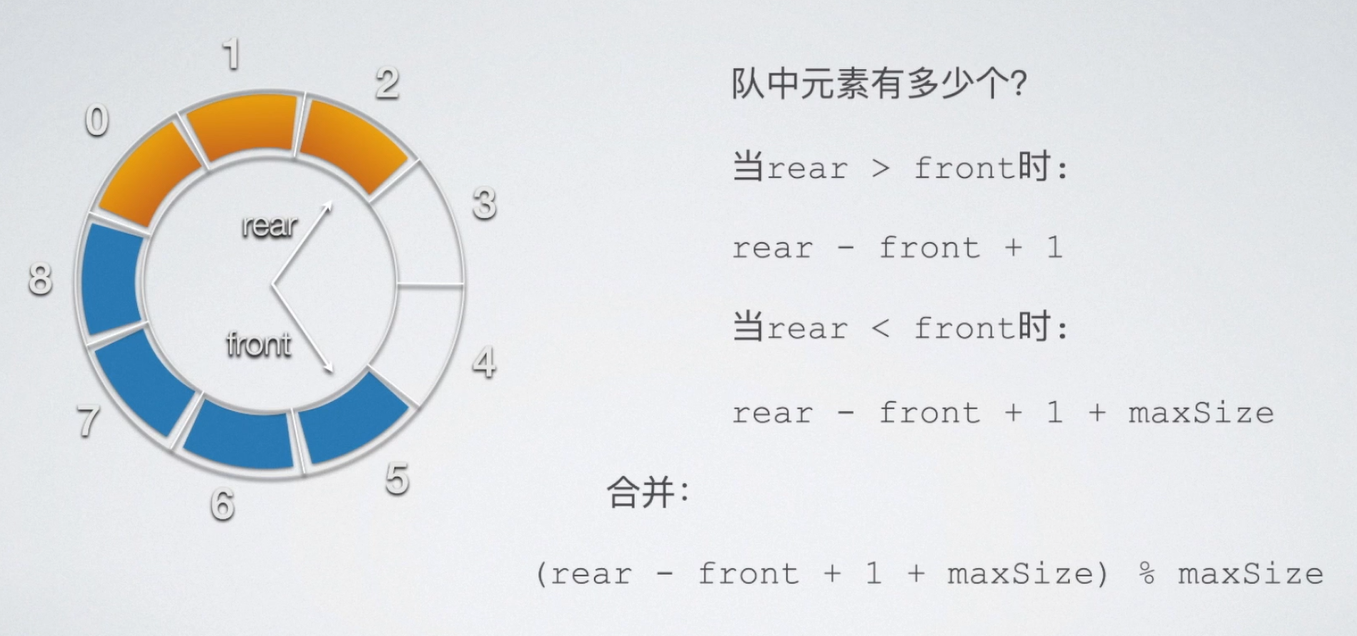 1
2
0
3
rear
8
front
4
7
5
6
队中元素有多少个?
当rear > front时:
rear - front + 1
当rear < front时:
rear - front + 1 + maxSize
合并:
(rear - front + 1 + maxSize) % maxSize